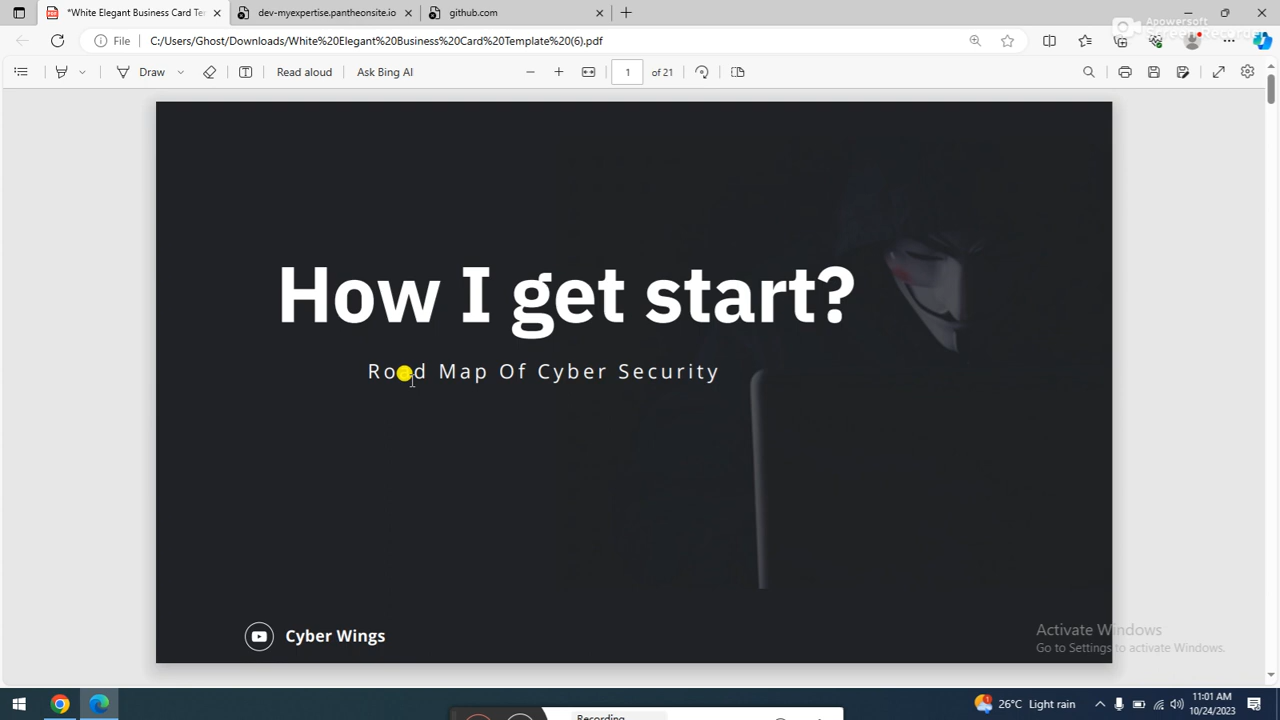 *White Elegant Business Card Te
dev-myexpertise.pantheonsite.io
github.com
File
C:/Users/Ghost/Downloads/White%20Elegant%20Business%20Card%20Template%20(6).pdf
Apowersoft
Screen Recorder
Draw
Read aloud
Ask Bing AI
1
of 21
How I get start?
Road Map Of Cyber Security
Cyber Wings
Activate Windows
Go to Settings to activate Windows.
26°C Light rain
11:01 AM
10/24/2023
Recording